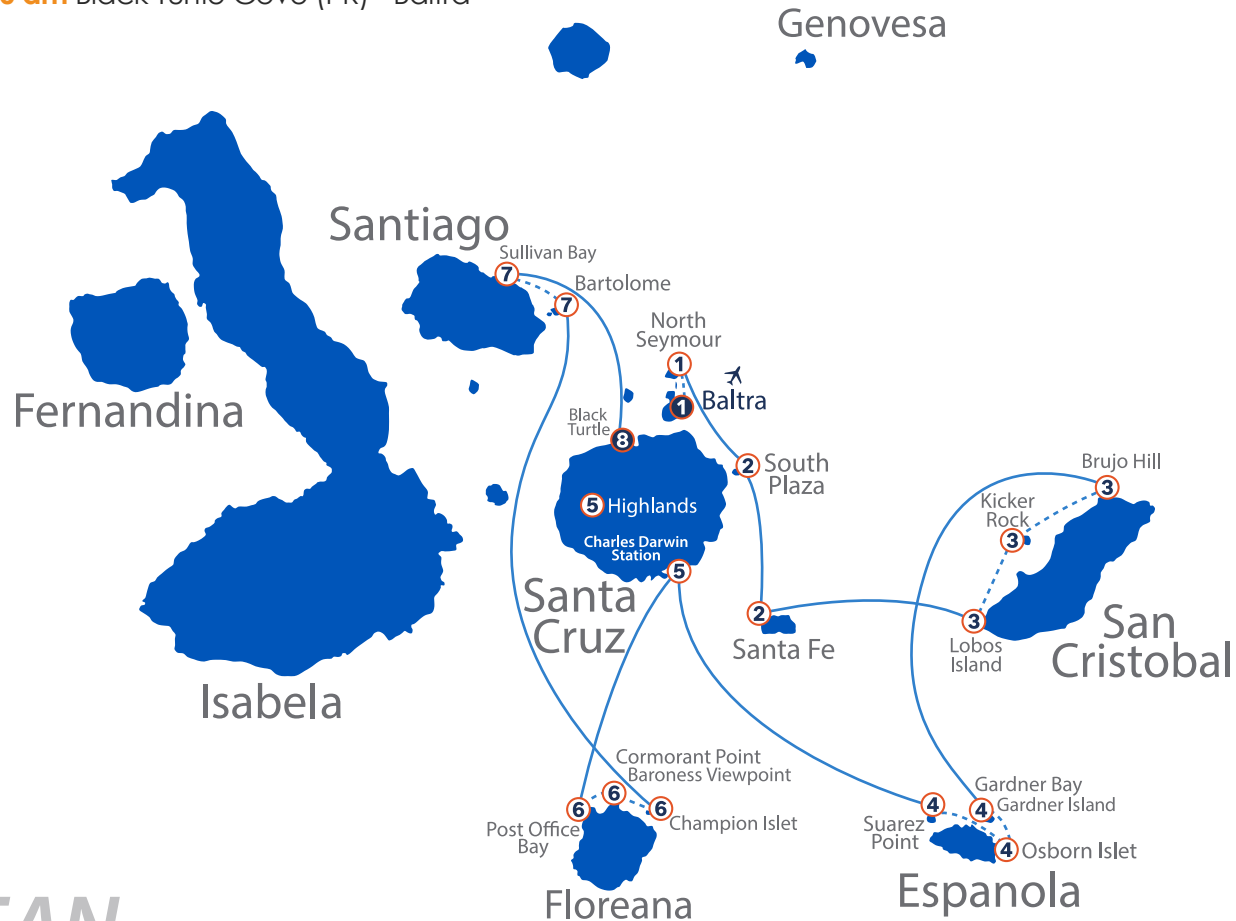 Genovesa
Santiago
Sullivan Bay
7
Bartolome
7
North
Seymour
1
1
Baltra
Fernandina
Black
Turtle
8
2
South
Plaza
Brujo Hill
3
Kicker
Rock
3
5
Highlands
Charles Darwin
Station
5
Santa
Cruz
2
Santa Fe
3
Lobos
Island
San
Cristobal
Isabela
Cormorant Point
Baroness Viewpoint
6
6
6
Post Office
Bay
Champion Islet
Gardner Bay
Gardner Island
4
4
Suarez
Point
4
Osborn Islet
Floreana
Espanola